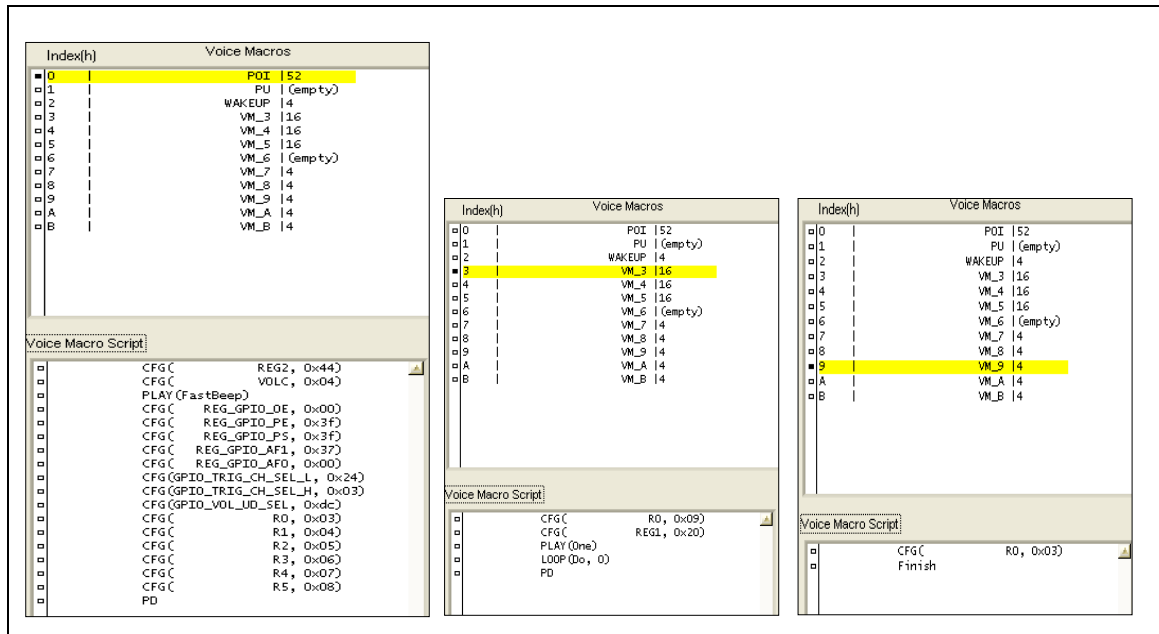 Index(h) Voice Macros
0 | POI |52
1 | PU |(empty)
2 | WAKEUP |4
3 | VM_3 |16
4 | VM_4 |16
5 | VM_5 |16
6 | VM_6 |(empty)
7 | VM_7 |4
8 | VM_8 |4
9 | VM_9 |4
A | VM_A |4
B | VM_B |4
Voice Macro Script
CFG( REG2, 0x44)
CFG( VOLC, 0x04)
PLAY(FastBeep)
CFG( REG_GPIO_OE, 0x00)
CFG( REG_GPIO_PE, 0x3f)
CFG( REG_GPIO_PS, 0x3f)
CFG( REG_GPIO_AF1, 0x37)
CFG( REG_GPIO_AF0, 0x00)
CFG(GPIO_TRIG_CH_SEL_L, 0x24)
CFG(GPIO_TRIG_CH_SEL_H, 0x03)
CFG(GPIO_VOL_UD_SEL, 0xdc)
CFG( R0, 0x03)
CFG( R1, 0x04)
CFG( R2, 0x05)
CFG( R3, 0x06)
CFG( R4, 0x07)
CFG( R5, 0x08)
PD
Index(h) Voice Macros
0 | POI |52
1 | PU |(empty)
2 | WAKEUP |4
3 | VM_3 |16
4 | VM_4 |16
5 | VM_5 |16
6 | VM_6 |(empty)
7 | VM_7 |4
8 | VM_8 |4
9 | VM_9 |4
A | VM_A |4
B | VM_B |4
Voice Macro Script
CFG( R0, 0x09)
CFG( REG1, 0x20)
PLAY(One)
LOOP(Do, 0)
PD
Index(h) Voice Macros
0 | POI |52
1 | PU |(empty)
2 | WAKEUP |4
3 | VM_3 |16
4 | VM_4 |16
5 | VM_5 |16
6 | VM_6 |(empty)
7 | VM_7 |4
8 | VM_8 |4
9 | VM_9 |4
A | VM_A |4
B | VM_B |4
Voice Macro Script
CFG( R0, 0x03)
Finish